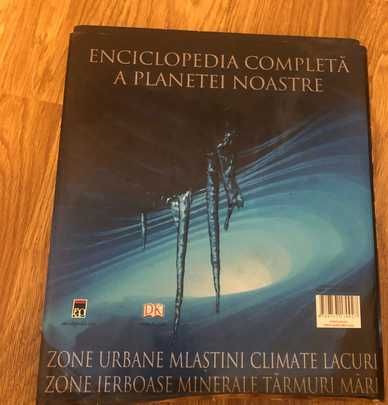 ENCICLOPEDIA COMPLETĂ
A PLANETEI NOASTRE
DK
ZONE URBANE MLAȘTINI CLIMATE LACURI
ZONE IERBOASE MINERALE ȚĂRMURI MĂRI